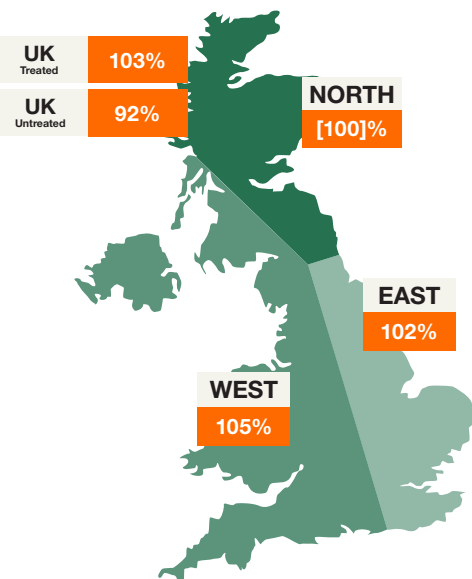 UK
Treated
103%
UK
Untreated
92%
NORTH
[100]%
EAST
102%
WEST
105%